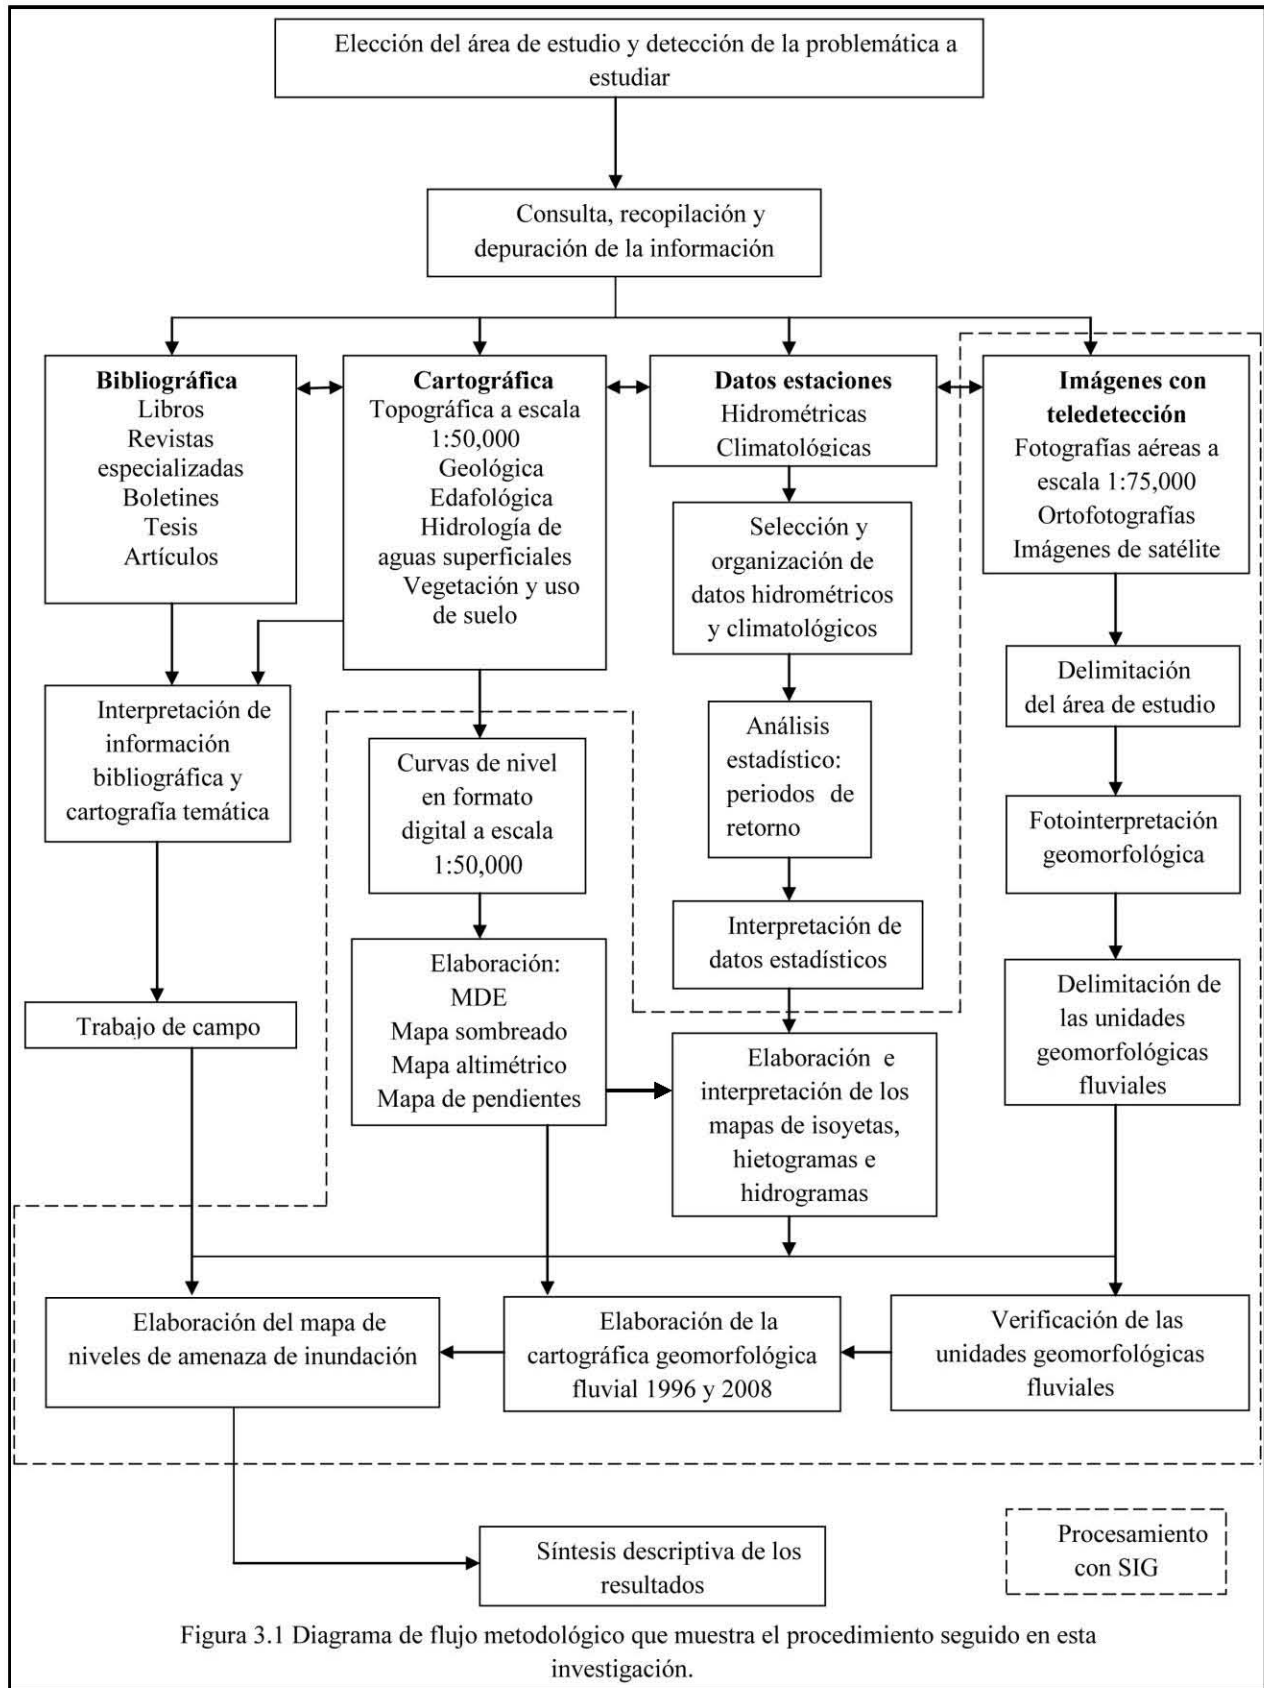 Elección del área de estudio y detección de la problemática a
estudiar
Consulta, recopilación y
depuración de la información
Bibliográfica
Libros
Revistas
especializadas
Boletines
Tesis
Artículos
Cartográfica
Topográfica a escala
1:50,000
Geológica
Edafológica
Hidrología de
aguas superficiales
Vegetación y uso
de suelo
Datos estaciones
Hidrométricas
Climatológicas
Imágenes con
teledetección
Fotografías aéreas a
escala 1:75,000
Ortofotografías
Imágenes de satélite
Selección y
organización de
datos hidrométricos
y climatológicos
Delimitación
del área de estudio
Interpretación de
información
bibliográfica y
cartografía temática
Curvas de nivel
en formato
digital a escala
1:50,000
Análisis
estadístico:
periodos de
retorno
Fotointerpretación
geomorfológica
Interpretación de
datos estadísticos
Elaboración:
MDE
Mapa sombreado
Mapa altimétrico
Mapa de pendientes
Delimitación de
las unidades
geomorfológicas
fluviales
Trabajo de campo
Elaboración e
interpretación de los
mapas de isoyetas,
hietogramas e
hidrogramas
Elaboración del mapa de
niveles de amenaza de inundación
Elaboración de la
cartográfica geomorfológica
fluvial 1996 y 2008
Verificación de las
unidades geomorfológicas
fluviales
Síntesis descriptiva de los
resultados
Procesamiento
con SIG
Figura 3.1 Diagrama de flujo metodológico que muestra el procedimiento seguido en esta
investigación.